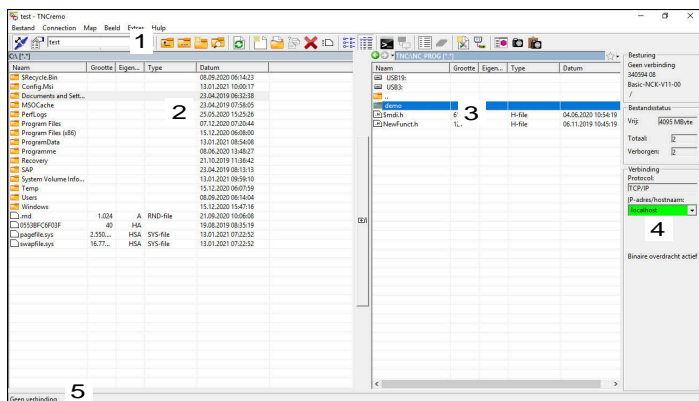 test - TNCremo
Bestand Connection Map Beeld Extras Hulp
test
1
C:\ [*.*]
TNC:\NC_PROG [*.*]
Naam Grootte Eigen... Type Datum
$Recycle.Bin 08.09.2020 06:14:23
Config.Msi 13.01.2021 10:00:17
Documents and Sett... 23.04.2019 06:32:38
2
MSOCache 23.04.2019 07:58:05
PerfLogs 25.05.2020 15:25:26
Program Files 07.12.2020 07:20:44
Program Files (x86) 15.12.2020 06:08:00
ProgramData 13.01.2021 08:54:08
Programme 08.06.2020 13:48:27
Recovery 21.10.2019 11:36:42
SAP 23.04.2019 08:13:13
System Volume Info... 13.01.2021 09:59:10
Temp 15.12.2020 06:07:59
Users 08.09.2020 06:14:04
Windows 15.12.2020 15:47:16
.rnd 1.024 A RND-file 21.09.2020 10:06:08
0553BFC6F03F 40 HA 19.08.2019 08:35:19
pagefile.sys 2.550.... HSA SYS-file 13.01.2021 07:22:52
swapfile.sys 16.77... HSA SYS-file 13.01.2021 07:22:52
Naam Grootte Eigen... Type Datum
USB19:
USB3:
..
demo
3
$mdi.h H-file 04.06.2020 10:54:19
NewFunct.h H-file 06.11.2019 10:45:19
Besturing
Geen verbinding
340594 08
Basic-NCK-V11-00
/
Bestandsstatus
Vrij: 4095 MByte
Totaal: 2
Verborgen: 2
Verbinding
Protocol:
TCP/IP
IP-adres/hostnaam:
localhost
4
Binaire overdracht actief
5
Geen verbinding